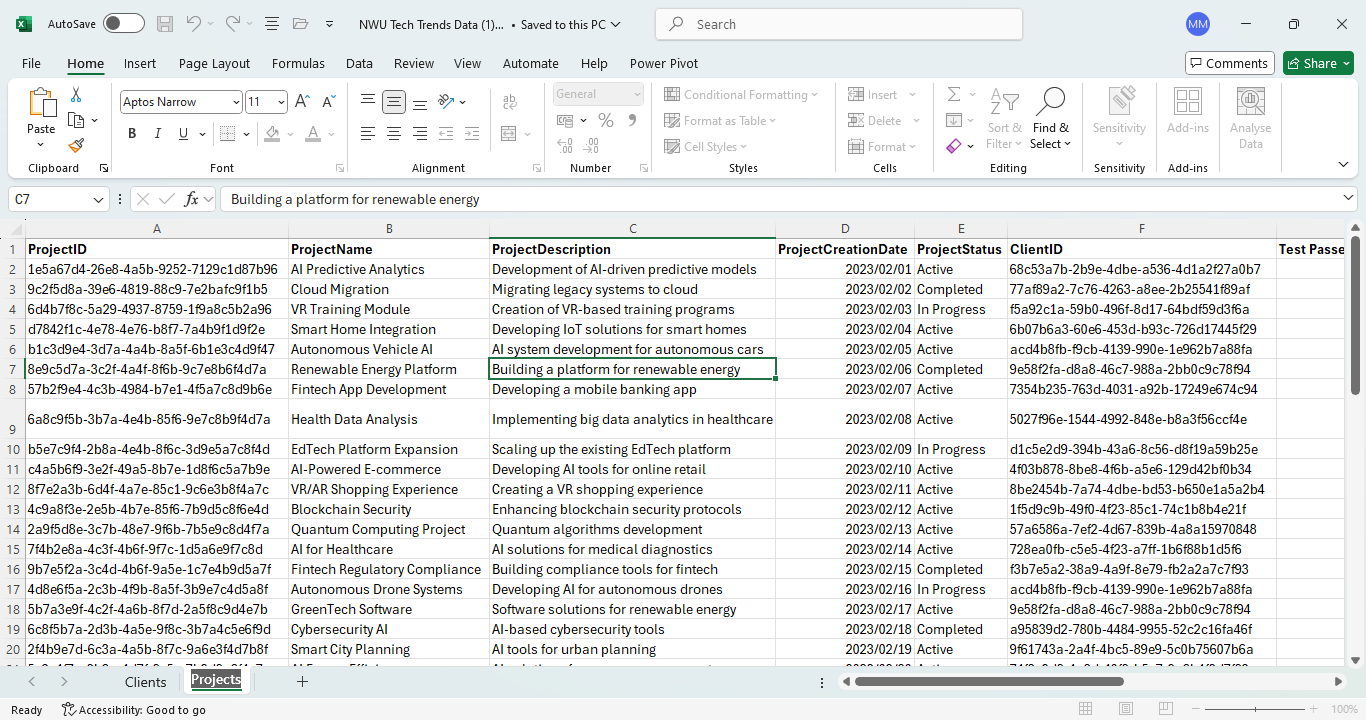 AutoSave
NWU Tech Trends Data (1)... • Saved to this PC
Search
MM
File Home Insert Page Layout Formulas Data Review View Automate Help Power Pivot
Comments Share
Paste
Aptos Narrow 11
B I U
ab
General
Conditional Formatting
Format as Table
Cell Styles
Insert
Delete
Format
Sort & Filter
Find & Select
Sensitivity
Add-ins
Analyse Data
Clipboard Font Alignment Number Styles Cells Editing Sensitivity Add-ins
C7 fx Building a platform for renewable energy
A B C D E F
1 ProjectID ProjectName ProjectDescription ProjectCreationDate ProjectStatus ClientID Test Passe
2 1e5a67d4-26e8-4a5b-9252-7129c1d87b96 AI Predictive Analytics Development of AI-driven predictive models 2023/02/01 Active 68c53a7b-2b9e-4dbe-a536-4d1a2f27a0b7
3 9c2f5d8a-39e6-4819-88c9-7e2bafc9f1b5 Cloud Migration Migrating legacy systems to cloud 2023/02/02 Completed 77af89a2-7c76-4263-a8ee-2b25541f89af
4 6d4b7f8c-5a29-4937-8759-1f9a8c5b2a96 VR Training Module Creation of VR-based training programs 2023/02/03 In Progress f5a92c1a-59b0-496f-8d17-64bdf59d3f6a
5 d7842f1c-4e78-4e76-b8f7-7a4b9f1d9f2e Smart Home Integration Developing IoT solutions for smart homes 2023/02/04 Active 6b07b6a3-60e6-453d-b93c-726d17445f29
6 b1c3d9e4-3d7a-4a4b-8a5f-6b1e3c4d9f47 Autonomous Vehicle AI AI system development for autonomous cars 2023/02/05 Active acd4b8fb-f9cb-4139-990e-1e962b7a88fa
7 8e9c5d7a-3c2f-4a4f-8f6b-9c7e8b6f4d7a Renewable Energy Platform Building a platform for renewable energy 2023/02/06 Completed 9e58f2fa-d8a8-46c7-988a-2bb0c9c78f94
8 57b2f9e4-4c3b-4984-b7e1-4f5a7c8d9b6e Fintech App Development Developing a mobile banking app 2023/02/07 Active 7354b235-763d-4031-a92b-17249e674c94
9 6a8c9f5b-3b7a-4e4b-85f6-9e7c8b9f4d7a Health Data Analysis Implementing big data analytics in healthcare 2023/02/08 Active 5027f96e-1544-4992-848e-b8a3f56ccf4e
10 b5e7c9f4-2b8a-4e4b-8f6c-3d9e5a7c8f4d EdTech Platform Expansion Scaling up the existing EdTech platform 2023/02/09 In Progress d1c5e2d9-394b-43a6-8c56-d8f19a59b25e
11 c4a5b6f9-3e2f-49a5-8b7e-1d8f6c5a7b9e AI-Powered E-commerce Developing AI tools for online retail 2023/02/10 Active 4f03b878-8be8-4f6b-a5e6-129d42bf0b34
12 8f7e2a3b-6d4f-4a7e-85c1-9c6e3b8f4a7c VR/AR Shopping Experience Creating a VR shopping experience 2023/02/11 Active 8be2454b-7a74-4dbe-bd53-b650e1a5a2b4
13 4c9a8f3e-2e5b-4b7e-85f6-7b9d5c8f6e4d Blockchain Security Enhancing blockchain security protocols 2023/02/12 Active 1f5d9c9b-49f0-4f23-85c1-74c1b8b4e21f
14 2a9f5d8e-3c7b-48e7-9f6b-7b5e9c8d4f7a Quantum Computing Project Quantum algorithms development 2023/02/13 Active 57a6586a-7ef2-4d67-839b-4a8a15970848
15 7f4b2e8a-4c3f-4b6f-9f7c-1d5a6e9f7c8d AI for Healthcare AI solutions for medical diagnostics 2023/02/14 Active 728ea0fb-c5e5-4f23-a7ff-1b6f88b1d5f6
16 9b7e5f2a-3c4d-4b6f-9a5e-1c7e4b9d5a7f Fintech Regulatory Compliance Building compliance tools for fintech 2023/02/15 Completed f3b7e5a2-38a9-4a9f-8e79-fb2a2a7c7f93
17 4d8e6f5a-2c3b-4f9b-8a5f-3b9e7c4d5a8f Autonomous Drone Systems Developing AI for autonomous drones 2023/02/16 In Progress acd4b8fb-f9cb-4139-990e-1e962b7a88fa
18 5b7a3e9f-4c2f-4a6b-8f7d-2a5f8c9d4e7b GreenTech Software Software solutions for renewable energy 2023/02/17 Active 9e58f2fa-d8a8-46c7-988a-2bb0c9c78f94
19 6c8f5b7a-2d3b-4a5e-9f8c-3b7a4c5e6f9d Cybersecurity AI AI-based cybersecurity tools 2023/02/18 Completed a95839d2-780b-4484-9955-52c2c16fa46f
20 2f4b9e7d-6c3a-4a5b-8f7c-9a6e3f4d7b8f Smart City Planning AI tools for urban planning 2023/02/19 Active 9f61743a-2a4f-4bc5-89e9-5c0b75607b6a
Clients Projects
Ready Accessibility: Good to go 100%